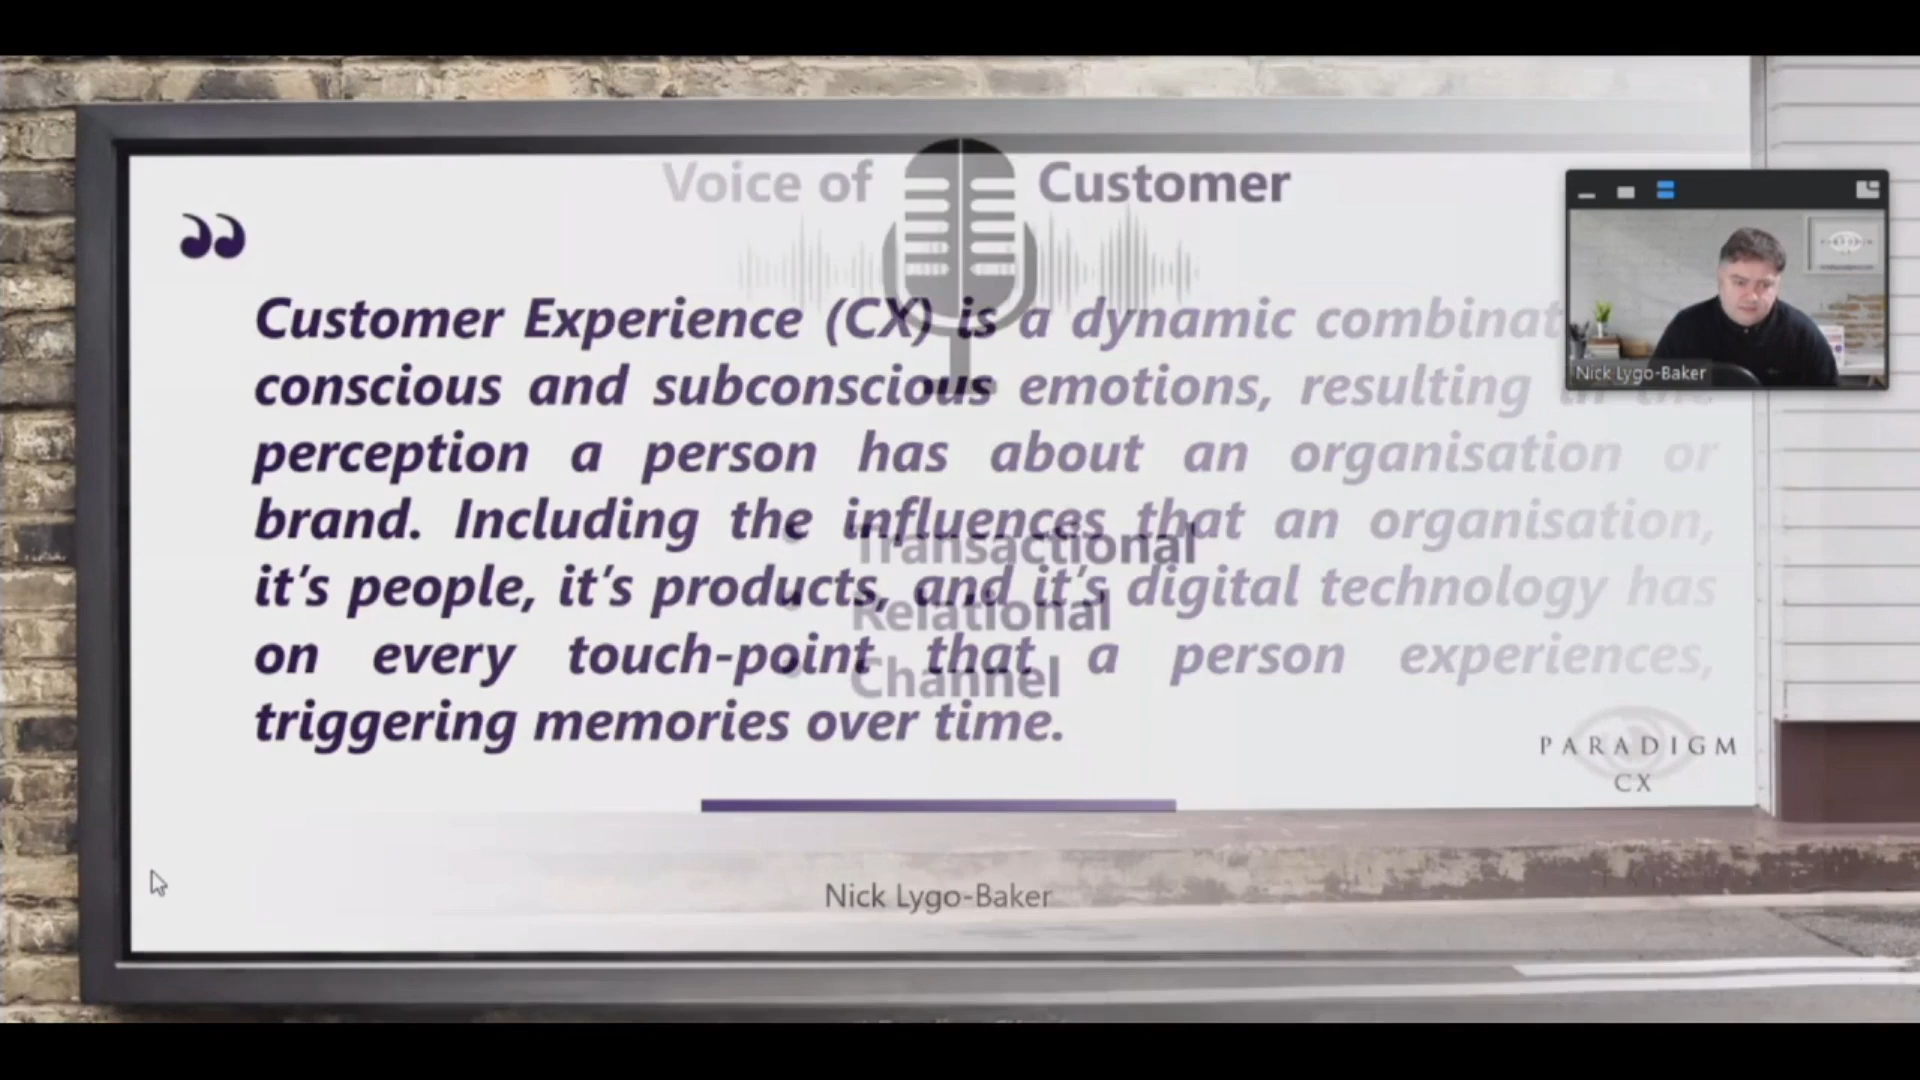 Voice of Customer
Customer Experience (CX) is a dynamic combinat
conscious and subconscious emotions, resulting in the
perception a person has about an organisation or
brand. Including the influences that an organisation,
it's people, it's products, and it's digital technology has
on every touch-point that a person experiences,
triggering memories over time.
Transactional
Relational
Channel
Nick Lygo-Baker
PARADIGM
CX
Nick Lygo-Baker